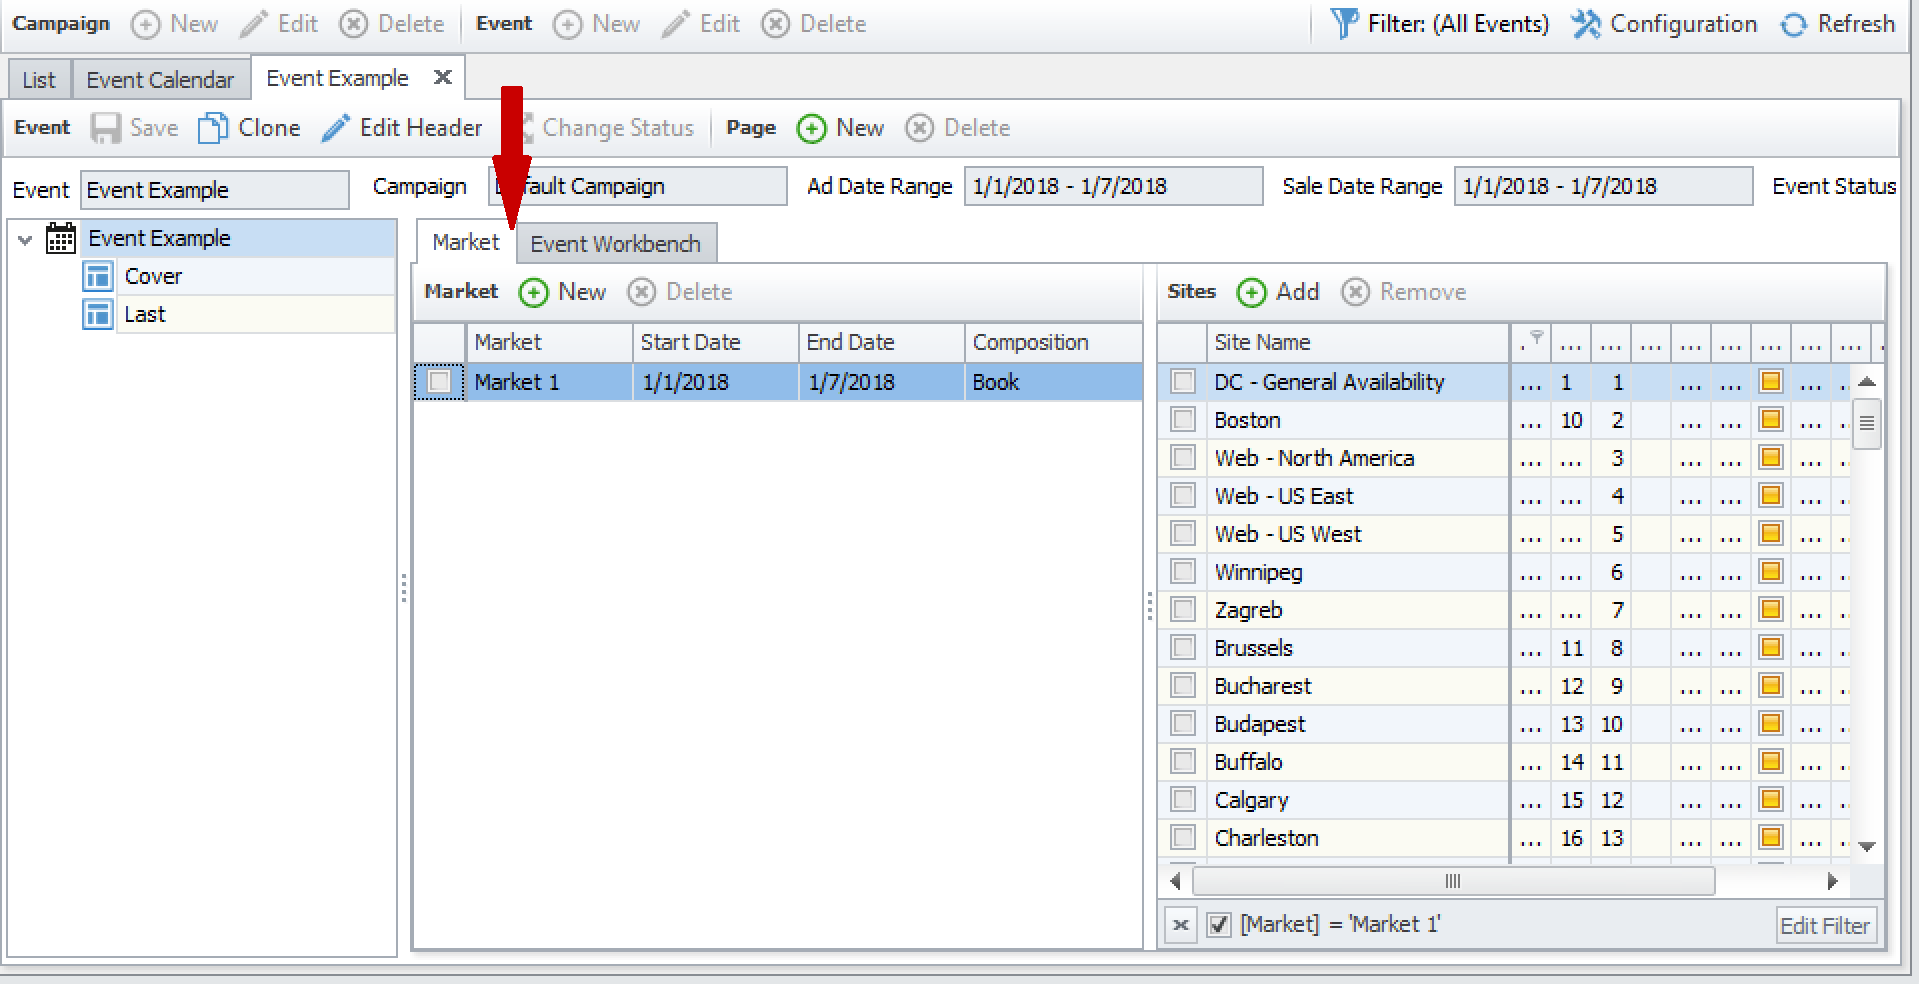 Campaign New Edit Delete Event New Edit Delete Filter: (All Events) Configuration Refresh
List Event Calendar Event Example
Event Save Clone Edit Header Change Status Page New Delete
Event Event Example Campaign Campaign Ad Date Range 1/1/2018 - 1/7/2018 Sale Date Range 1/1/2018 - 1/7/2018 Event Status
Event Example
Cover
Last
Market Event Workbench
Market New Delete
Market Start Date End Date Composition
Market 1 1/1/2018 1/7/2018 Book
Sites Add Remove
Site Name . ... ... ... ... ... ... ... ... .
DC - General Availability ... 1 1 ... ... ... .
Boston ... 10 2 ... ... ... ..
Web - North America ... ... 3 ... ... ... ..
Web - US East ... ... 4 ... ... ... ..
Web - US West ... ... 5 ... ... ... ..
Winnipeg ... ... 6 ... ... ... ..
Zagreb ... ... 7 ... ... ... ..
Brussels ... 11 8 ... ... ... ..
Bucharest ... 12 9 ... ... ... ..
Budapest ... 13 10 ... ... ... ..
Buffalo ... 14 11 ... ... ... ..
Calgary ... 15 12 ... ... ... ..
Charleston ... 16 13 ... ... ... ..
[Market] = 'Market 1' Edit Filter